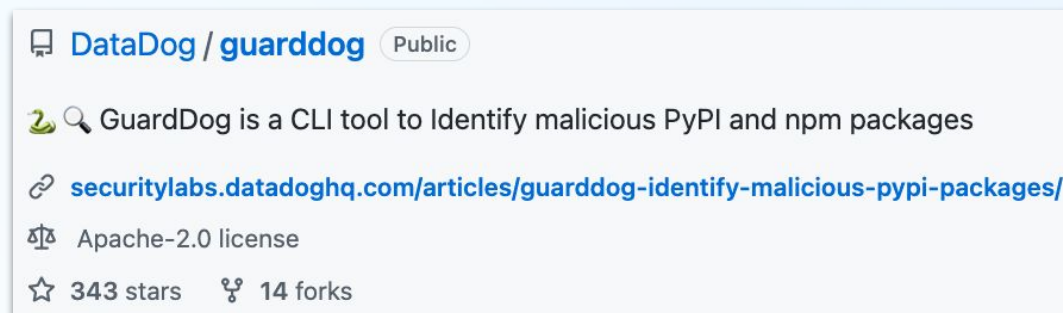 DataDog / guarddog Public
🐍🔍 GuardDog is a CLI tool to Identify malicious PyPI and npm packages
securitylabs.datadoghq.com/articles/guarddog-identify-malicious-pypi-packages/
Apache-2.0 license
343 stars 14 forks